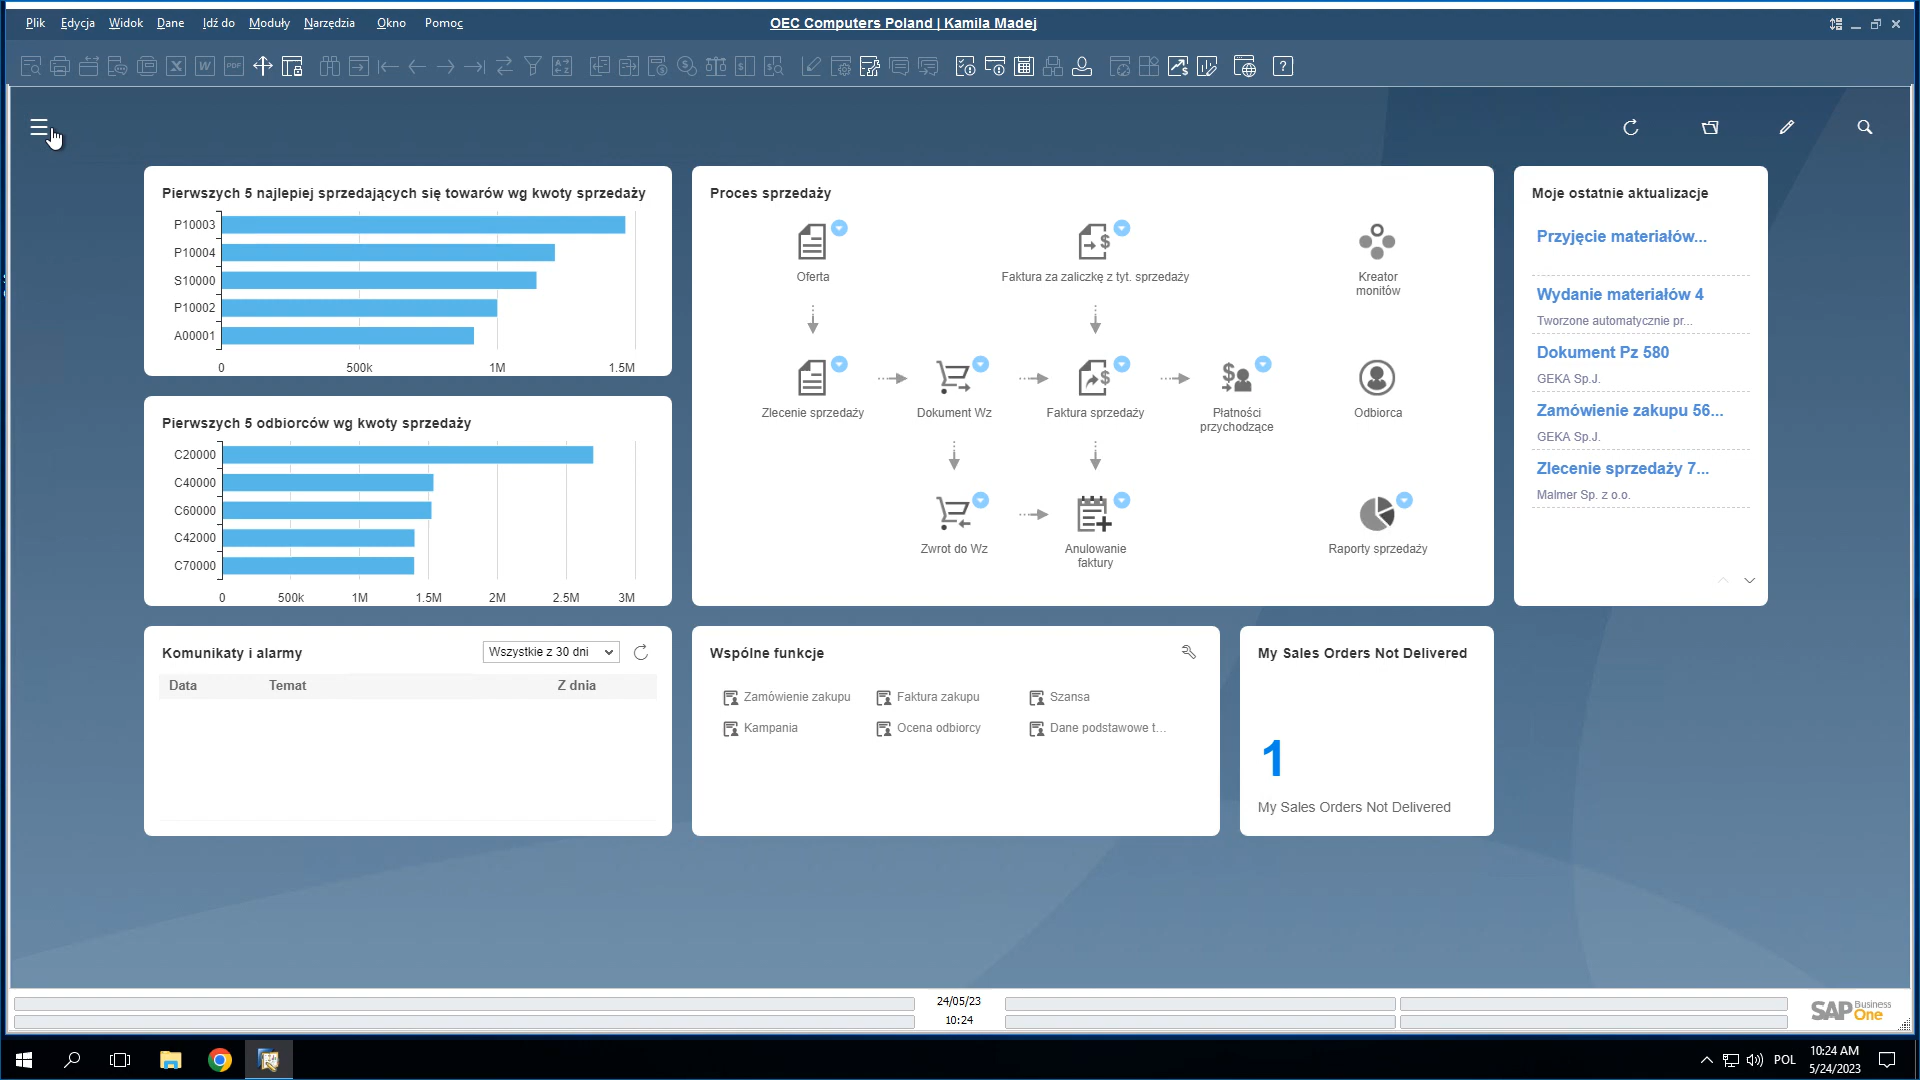 Plik Edycja Widok Dane Idź do Moduły Narzędzia Okno Pomoc
OEC Computers Poland | Kamila Madej
Pierwszych 5 najlepiej sprzedających się towarów wg kwoty sprzedaży
P10003
P10004
S10000
P10002
A00001
0 500k 1M 1.5M
Pierwszych 5 odbiorców wg kwoty sprzedaży
C20000
C40000
C60000
C42000
C70000
0 500k 1M 1.5M 2M 2.5M 3M
Proces sprzedaży
Oferta
Faktura za zaliczkę z tyt. sprzedaży
Kreator
monitów
Zlecenie sprzedaży
Dokument Wz
Faktura sprzedaży
Płatności
przychodzące
Odbiorca
Zwrot do Wz
Anulowanie
faktury
Raporty sprzedaży
Moje ostatnie aktualizacje
Przyjęcie materiałów...
Wydanie materiałów 4
Tworzone automatycznie pr...
Dokument Pz 580
GEKA Sp.J.
Zamówienie zakupu 56...
GEKA Sp.J.
Zlecenie sprzedaży 7...
Malmer Sp. z o.o.
Komunikaty i alarmy
Wszystkie z 30 dni
Data Temat Z dnia
Wspólne funkcje
Zamówienie zakupu Faktura zakupu Szansa
Kampania Ocena odbiorcy Dane podstawowe t...
My Sales Orders Not Delivered
1
My Sales Orders Not Delivered
24/05/23
10:24
SAP Business One
POL
10:24 AM
5/24/2023